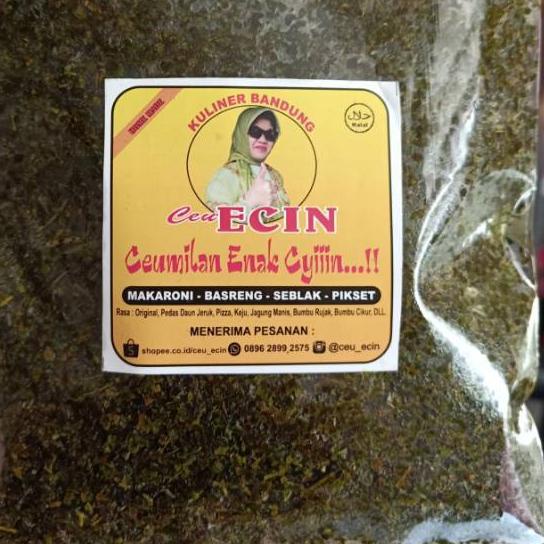 KULINER BANDUNG
حلال
Halal
Ceu ECIN
Ceumilan Enak Cyiiin...!!
MAKARONI - BASRENG - SEBLAK - PIKSET
Rasa : Original, Pedas Daun Jeruk, Pizza, Keju, Jagung Manis, Bumbu Rujak, Bumbu Cikur, DLL.
MENERIMA PESANAN :
shopee.co.id/ceu_ecin 0896 2899 2575 @ceu_ecin